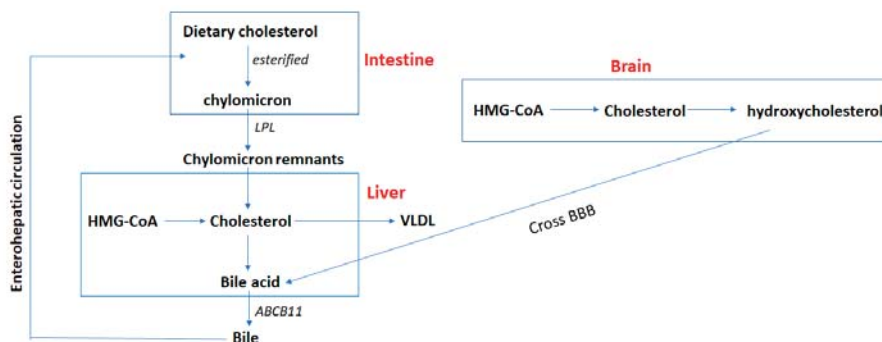 Dietary cholesterol
esterified
Intestine
chylomicron
LPL
Chylomicron remnants
Liver
HMG-CoA
Cholesterol
VLDL
Bile acid
ABCB11
Bile
Enterohepatic circulation
Brain
HMG-CoA
Cholesterol
hydroxycholesterol
Cross BBB